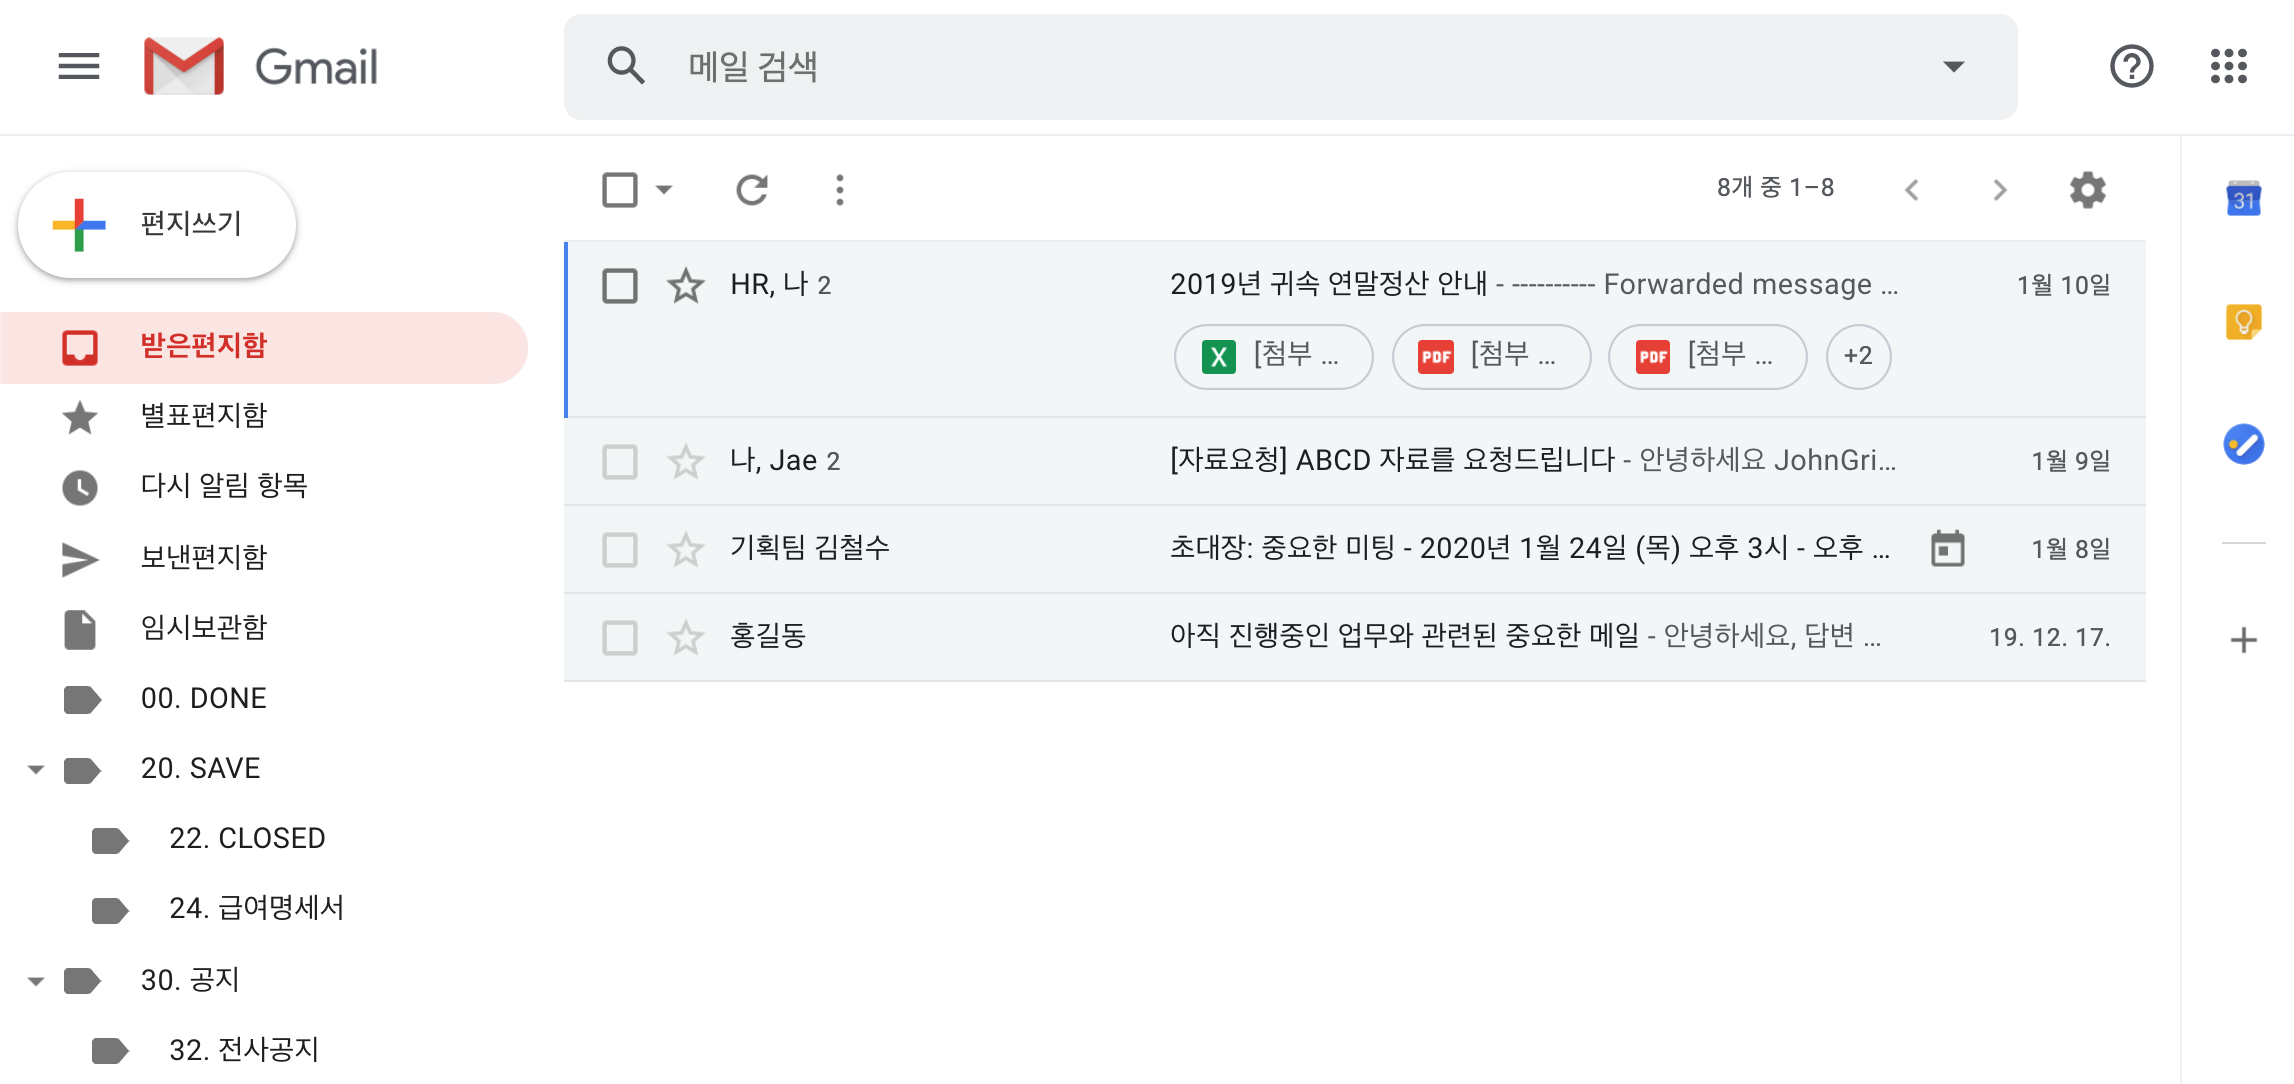 Gmail
메일 검색
편지쓰기
받은편지함
별표편지함
다시 알림 항목
보낸편지함
임시보관함
00. DONE
20. SAVE
22. CLOSED
24. 급여명세서
30. 공지
32. 전사공지
8개 중 1–8
HR, 나 2 2019년 귀속 연말정산 안내 - ---------- Forwarded message ... 1월 10일
X [첨부 ... PDF [첨부 ... PDF [첨부 ... +2
나, Jae 2 [자료요청] ABCD 자료를 요청드립니다 - 안녕하세요 JohnGri... 1월 9일
기획팀 김철수 초대장: 중요한 미팅 - 2020년 1월 24일 (목) 오후 3시 - 오후 ... 1월 8일
홍길동 아직 진행중인 업무와 관련된 중요한 메일 - 안녕하세요, 답변 ... 19. 12. 17.
31